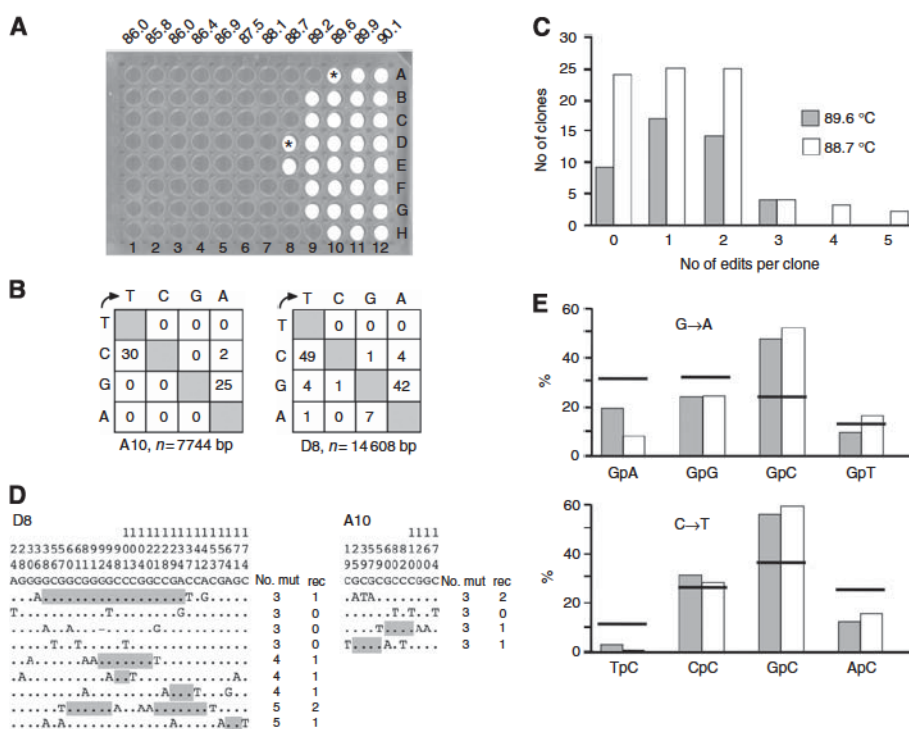 A
86.0 85.8 86.0 86.4 86.9 87.5 88.1 88.7 89.2 89.6 89.9 90.1
* A
B
C
* D
E
F
G
H
1 2 3 4 5 6 7 8 9 10 11 12
B
T C G A
T 0 0 0
C 30 0 2
G 0 0 25
A 0 0 0
A10, n=7744 bp
T C G A
T 0 0 0
C 49 1 4
G 4 1 42
A 1 0 7
D8, n=14 608 bp
C
No of clones
30
25
20
15
10
5
0
89.6 °C
88.7 °C
0 1 2 3 4 5
No of edits per clone
D
D8
No. mut rec
3 1
3 0
3 0
3 0
4 1
4 1
4 1
5 2
5 1
A10
No. mut rec
3 2
3 0
3 1
3 1
E
G→A
%
60
40
20
0
GpA GpG GpC GpT
C→T
%
60
40
20
0
TpC CpC GpC ApC